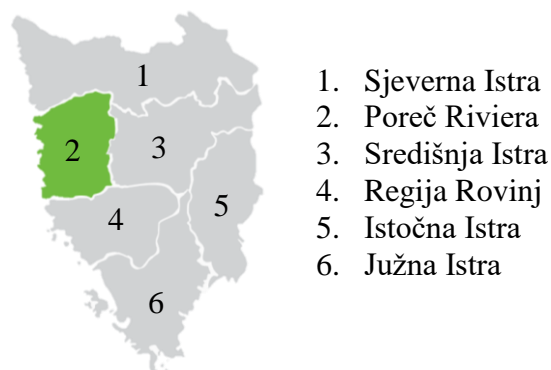 1
2
3
4
5
6
1. Sjeverna Istra
2. Poreč Riviera
3. Središnja Istra
4. Regija Rovinj
5. Istočna Istra
6. Južna Istra